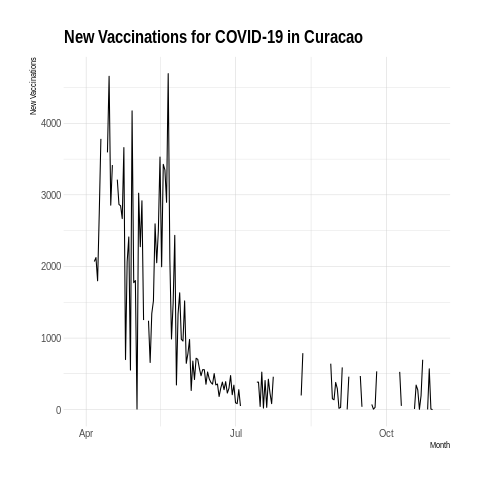 New Vaccinations for COVID-19 in Curacao
New Vaccinations
4000
3000
2000
1000
0
Apr Jul Oct
Month